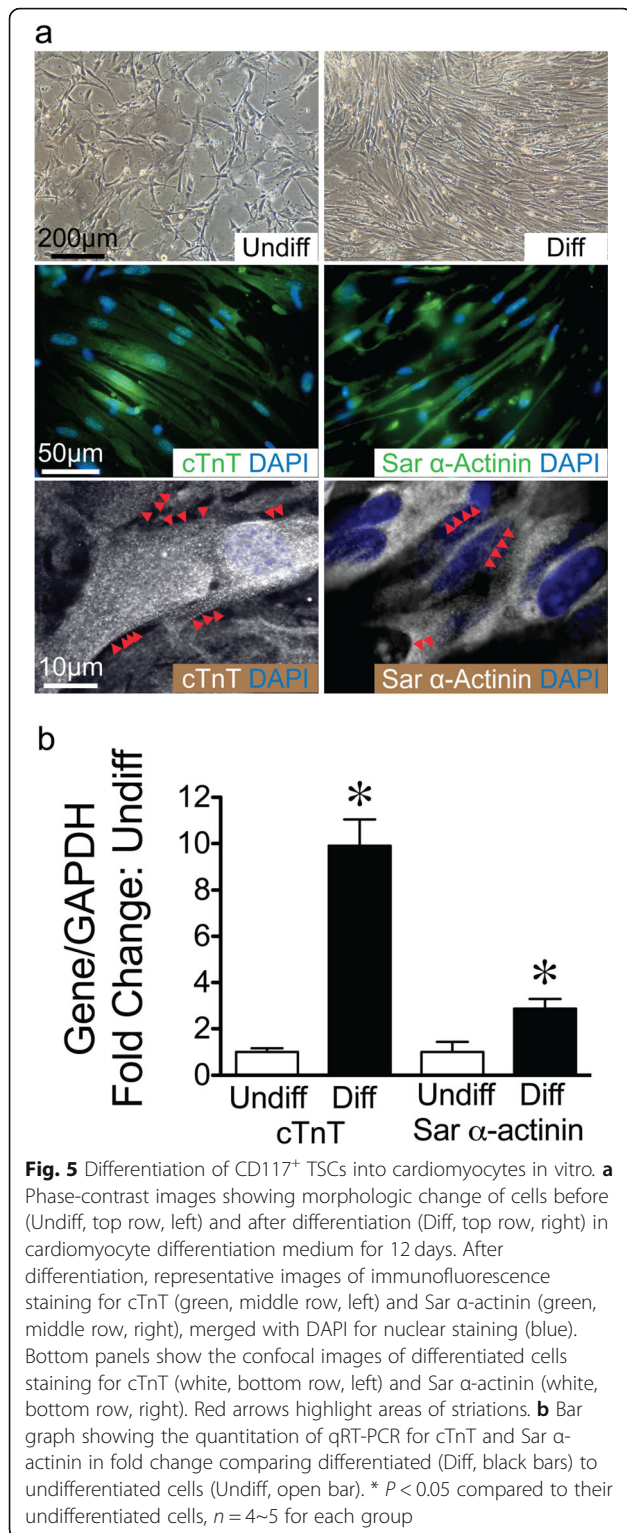 a
200µm
Undiff
Diff
50µm
cTnT DAPI
Sar α-Actinin DAPI
10µm
cTnT DAPI
Sar α-Actinin DAPI
b
Gene/GAPDH
Fold Change: Undiff
12
10
8
6
4
2
0
*
*
Undiff Diff Undiff Diff
cTnT Sar α-actinin
Fig. 5 Differentiation of CD117⁺ TSCs into cardiomyocytes in vitro. a
Phase-contrast images showing morphologic change of cells before
(Undiff, top row, left) and after differentiation (Diff, top row, right) in
cardiomyocyte differentiation medium for 12 days. After
differentiation, representative images of immunofluorescence
staining for cTnT (green, middle row, left) and Sar α-actinin (green,
middle row, right), merged with DAPI for nuclear staining (blue).
Bottom panels show the confocal images of differentiated cells
staining for cTnT (white, bottom row, left) and Sar α-actinin (white,
bottom row, right). Red arrows highlight areas of striations. b Bar
graph showing the quantitation of qRT-PCR for cTnT and Sar α-
actinin in fold change comparing differentiated (Diff, black bars) to
undifferentiated cells (Undiff, open bar). * P < 0.05 compared to their
undifferentiated cells, n = 4~5 for each group